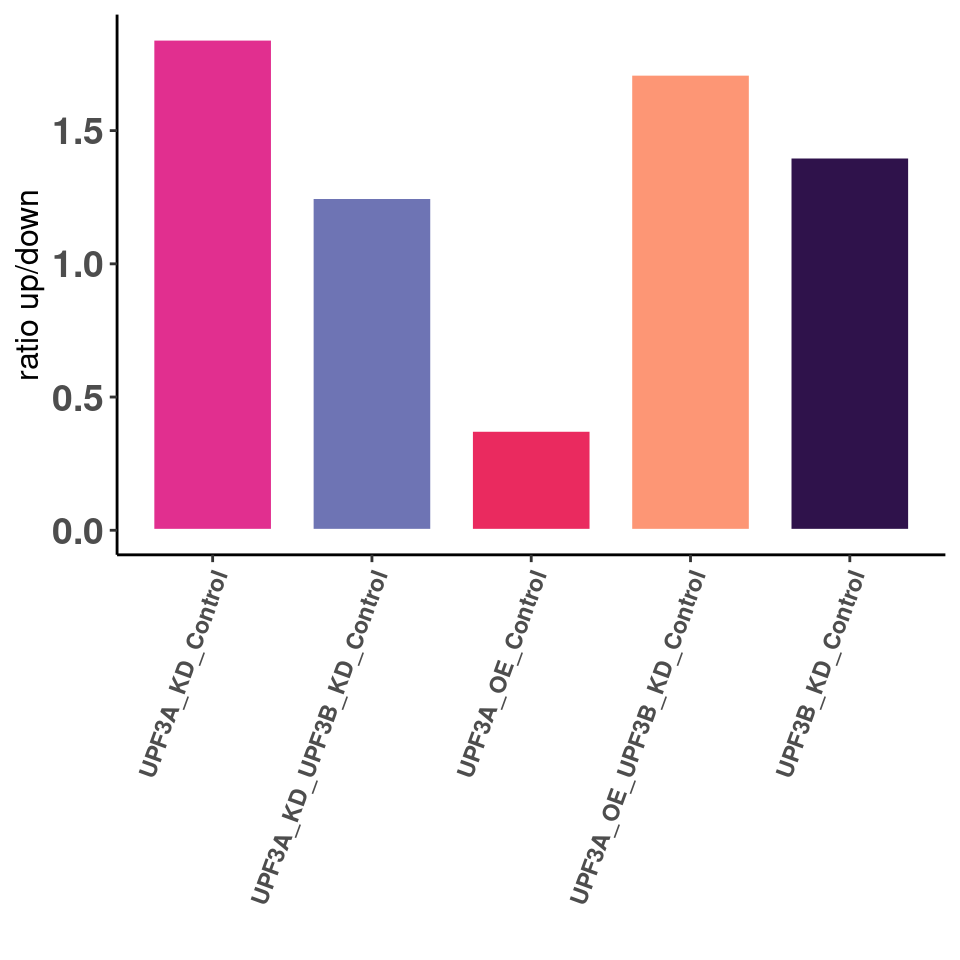 ratio up/down
1.5
1.0
0.5
0.0
UPF3A_KD_Control
UPF3A_KD_UPF3B_KD_Control
UPF3A_OE_Control
UPF3A_OE_UPF3B_KD_Control
UPF3B_KD_Control